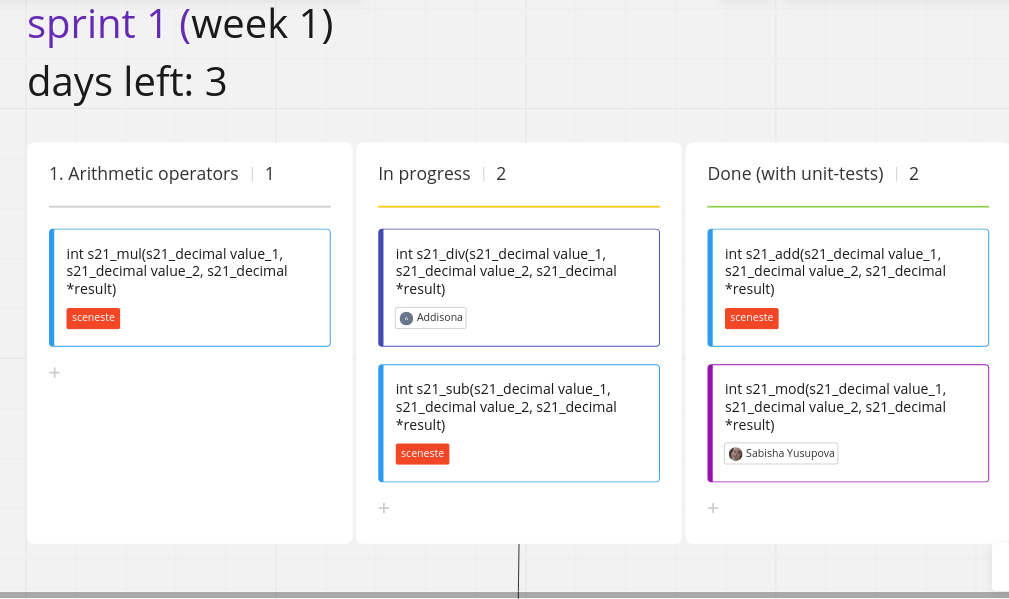 sprint 1 (week 1)
days left: 3
1. Arithmetic operators | 1
int s21_mul(s21_decimal value_1,
s21_decimal value_2, s21_decimal
*result)
sceneste
+
In progress | 2
int s21_div(s21_decimal value_1,
s21_decimal value_2, s21_decimal
*result)
Addisona
int s21_sub(s21_decimal value_1,
s21_decimal value_2, s21_decimal
*result)
sceneste
+
Done (with unit-tests) | 2
int s21_add(s21_decimal value_1,
s21_decimal value_2, s21_decimal
*result)
sceneste
int s21_mod(s21_decimal value_1,
s21_decimal value_2, s21_decimal
*result)
Sabisha Yusupova
+